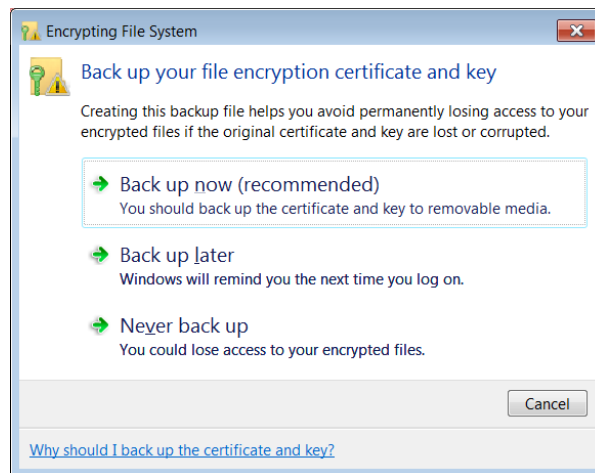 Encrypting File System
Back up your file encryption certificate and key
Creating this backup file helps you avoid permanently losing access to your
encrypted files if the original certificate and key are lost or corrupted.
Back up now (recommended)
You should back up the certificate and key to removable media.
Back up later
Windows will remind you the next time you log on.
Never back up
You could lose access to your encrypted files.
Cancel
Why should I back up the certificate and key?